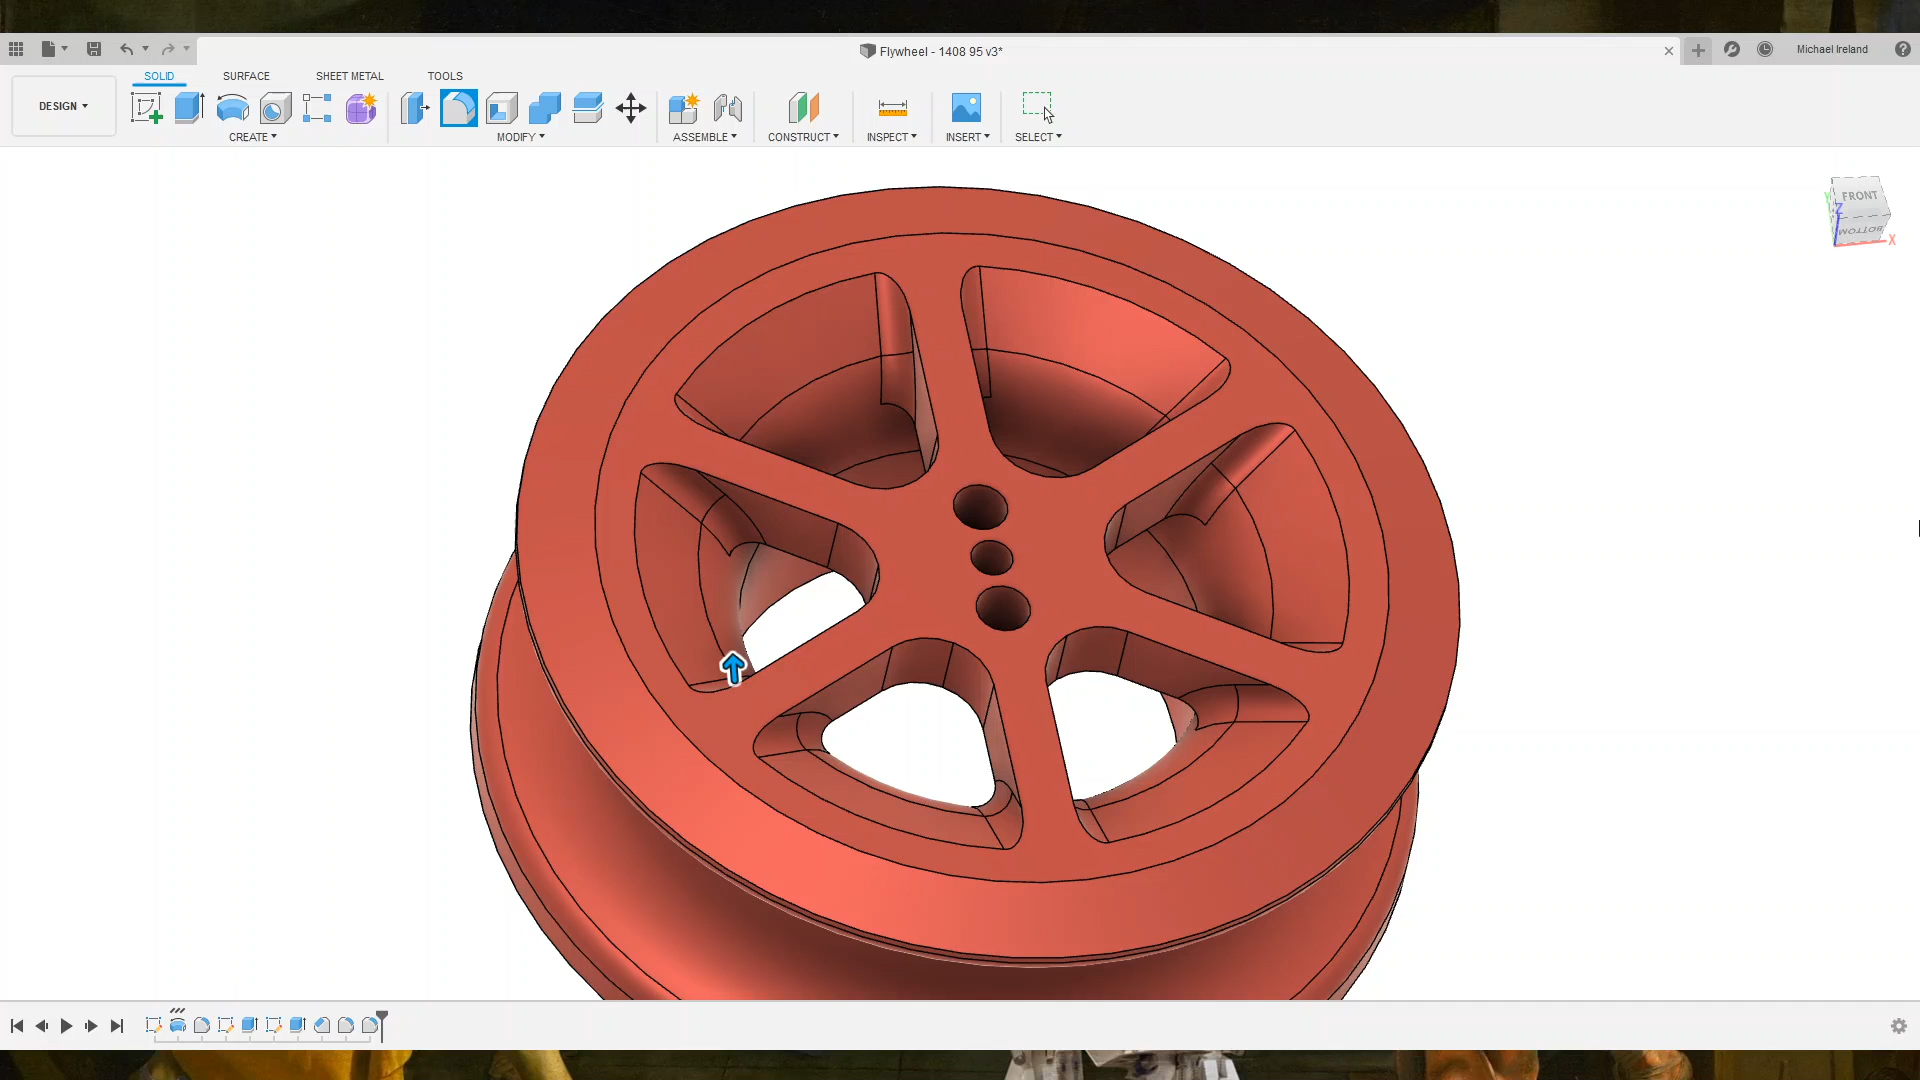 Flywheel - 1408 95 v3*
Michael Ireland
SOLID
SURFACE
SHEET METAL
TOOLS
DESIGN
CREATE
MODIFY
ASSEMBLE
CONSTRUCT
INSPECT
INSERT
SELECT
FRONT
BOTTOM
Y
Z
X